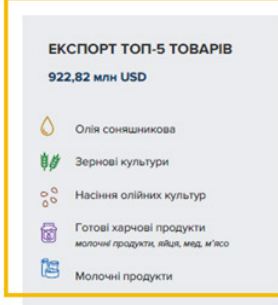 ЕКСПОРТ ТОП-5 ТОВАРІВ
922,82 млн USD
Олія соняшникова
Зернові культури
Насіння олійних культур
Готові харчові продукти
молочні продукти, яйця, мед, м'ясо
Молочні продукти